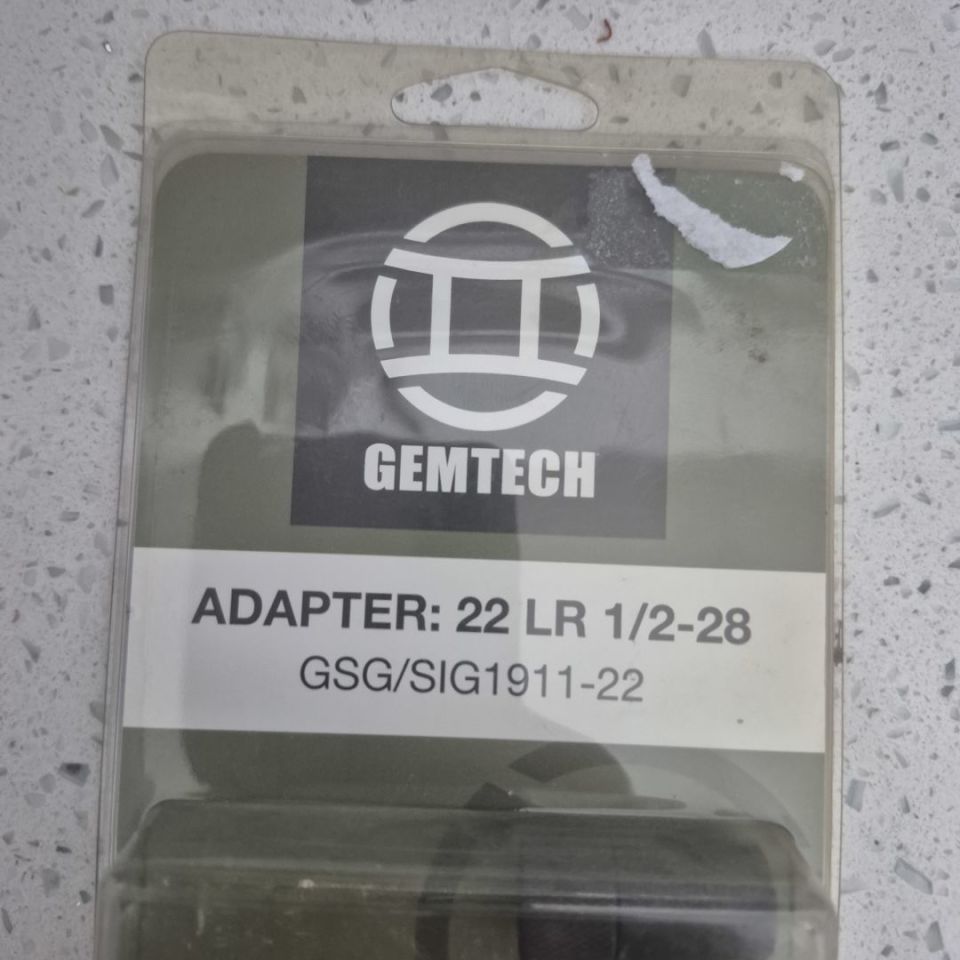 GEMTECH
ADAPTER: 22 LR 1/2-28
GSG/SIG1911-22